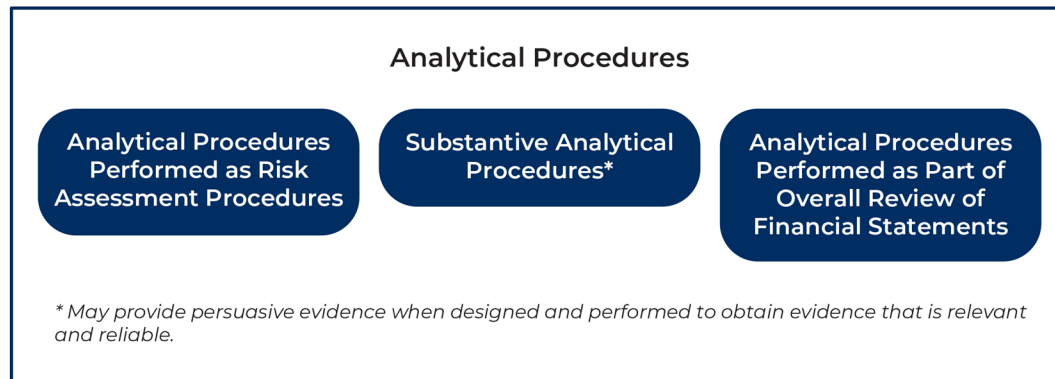 Analytical Procedures
Analytical Procedures
Performed as Risk
Assessment Procedures
Substantive Analytical
Procedures*
Analytical Procedures
Performed as Part of
Overall Review of
Financial Statements
* May provide persuasive evidence when designed and performed to obtain evidence that is relevant
and reliable.